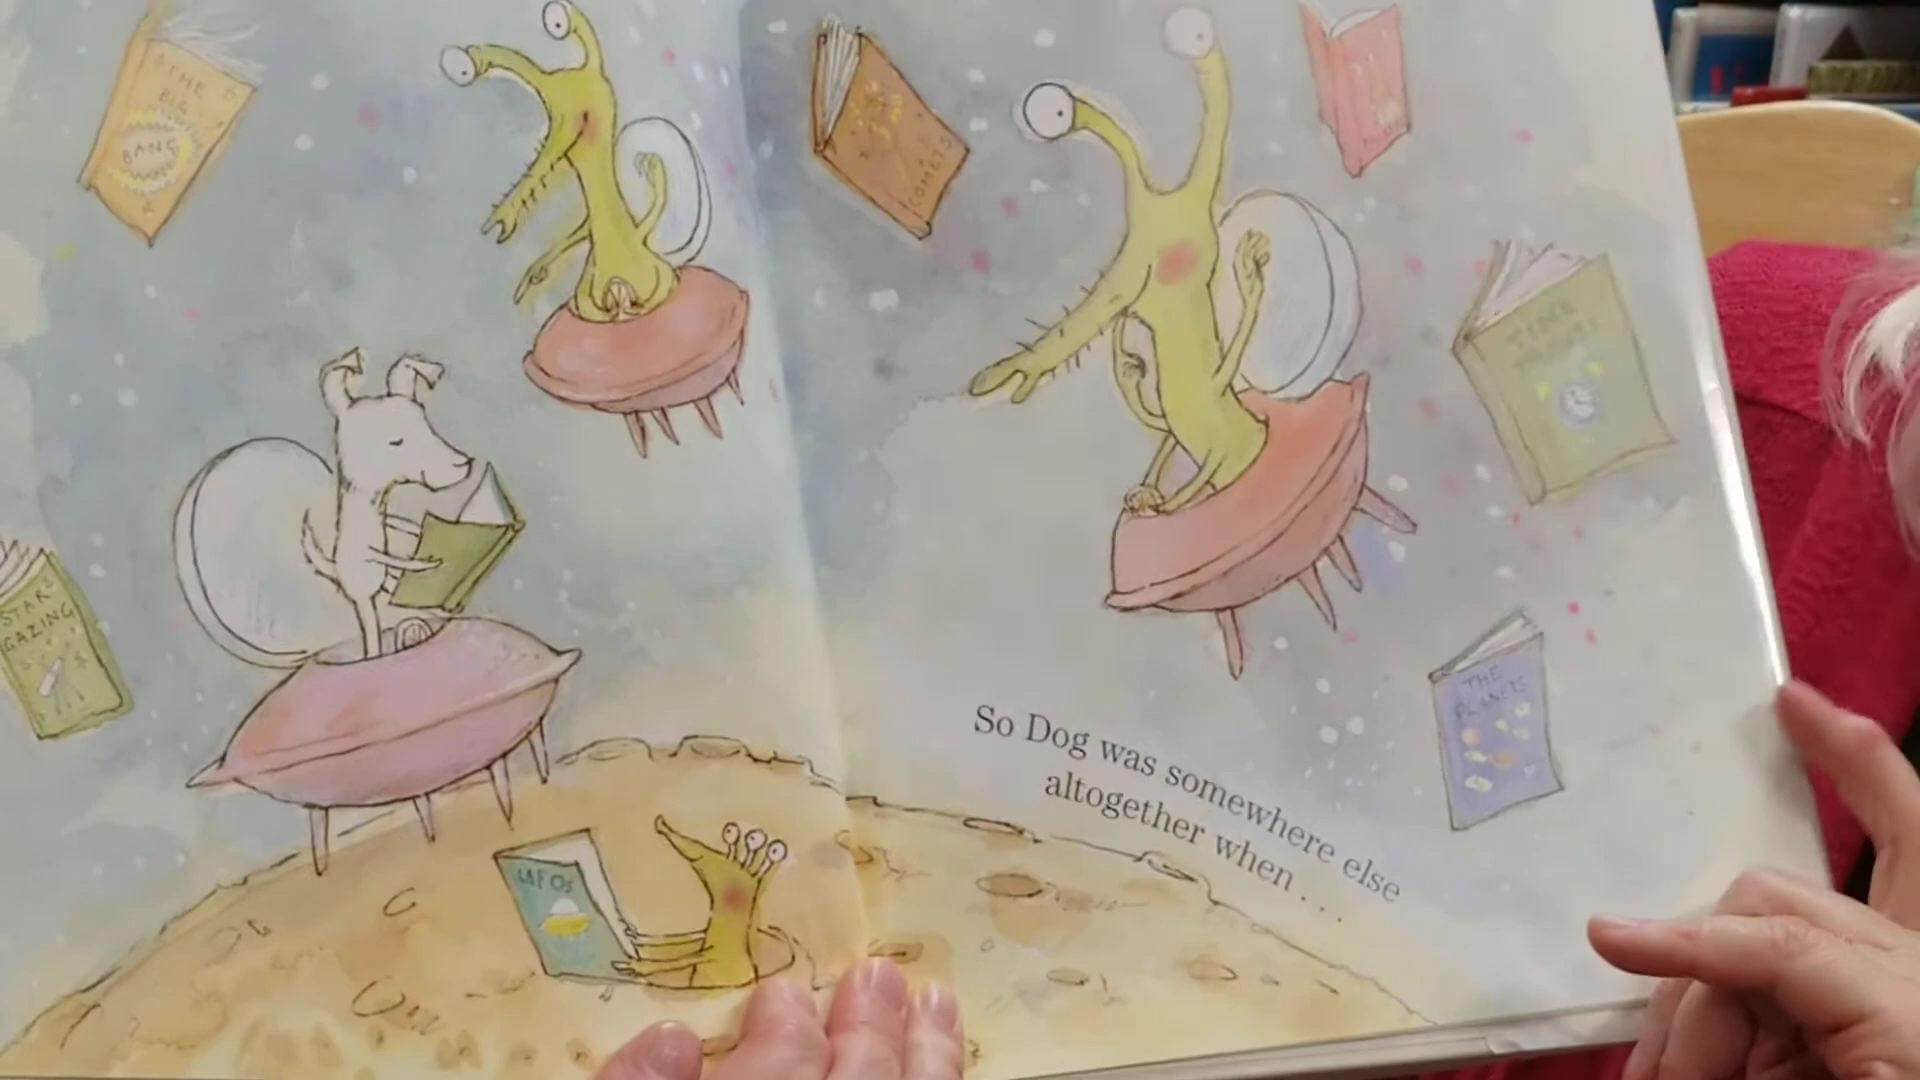 THE
BIG
BANG
COMETS
STAR
GAZING
THE
PLANETS
UFOs
So Dog was somewhere else
altogether when . . .